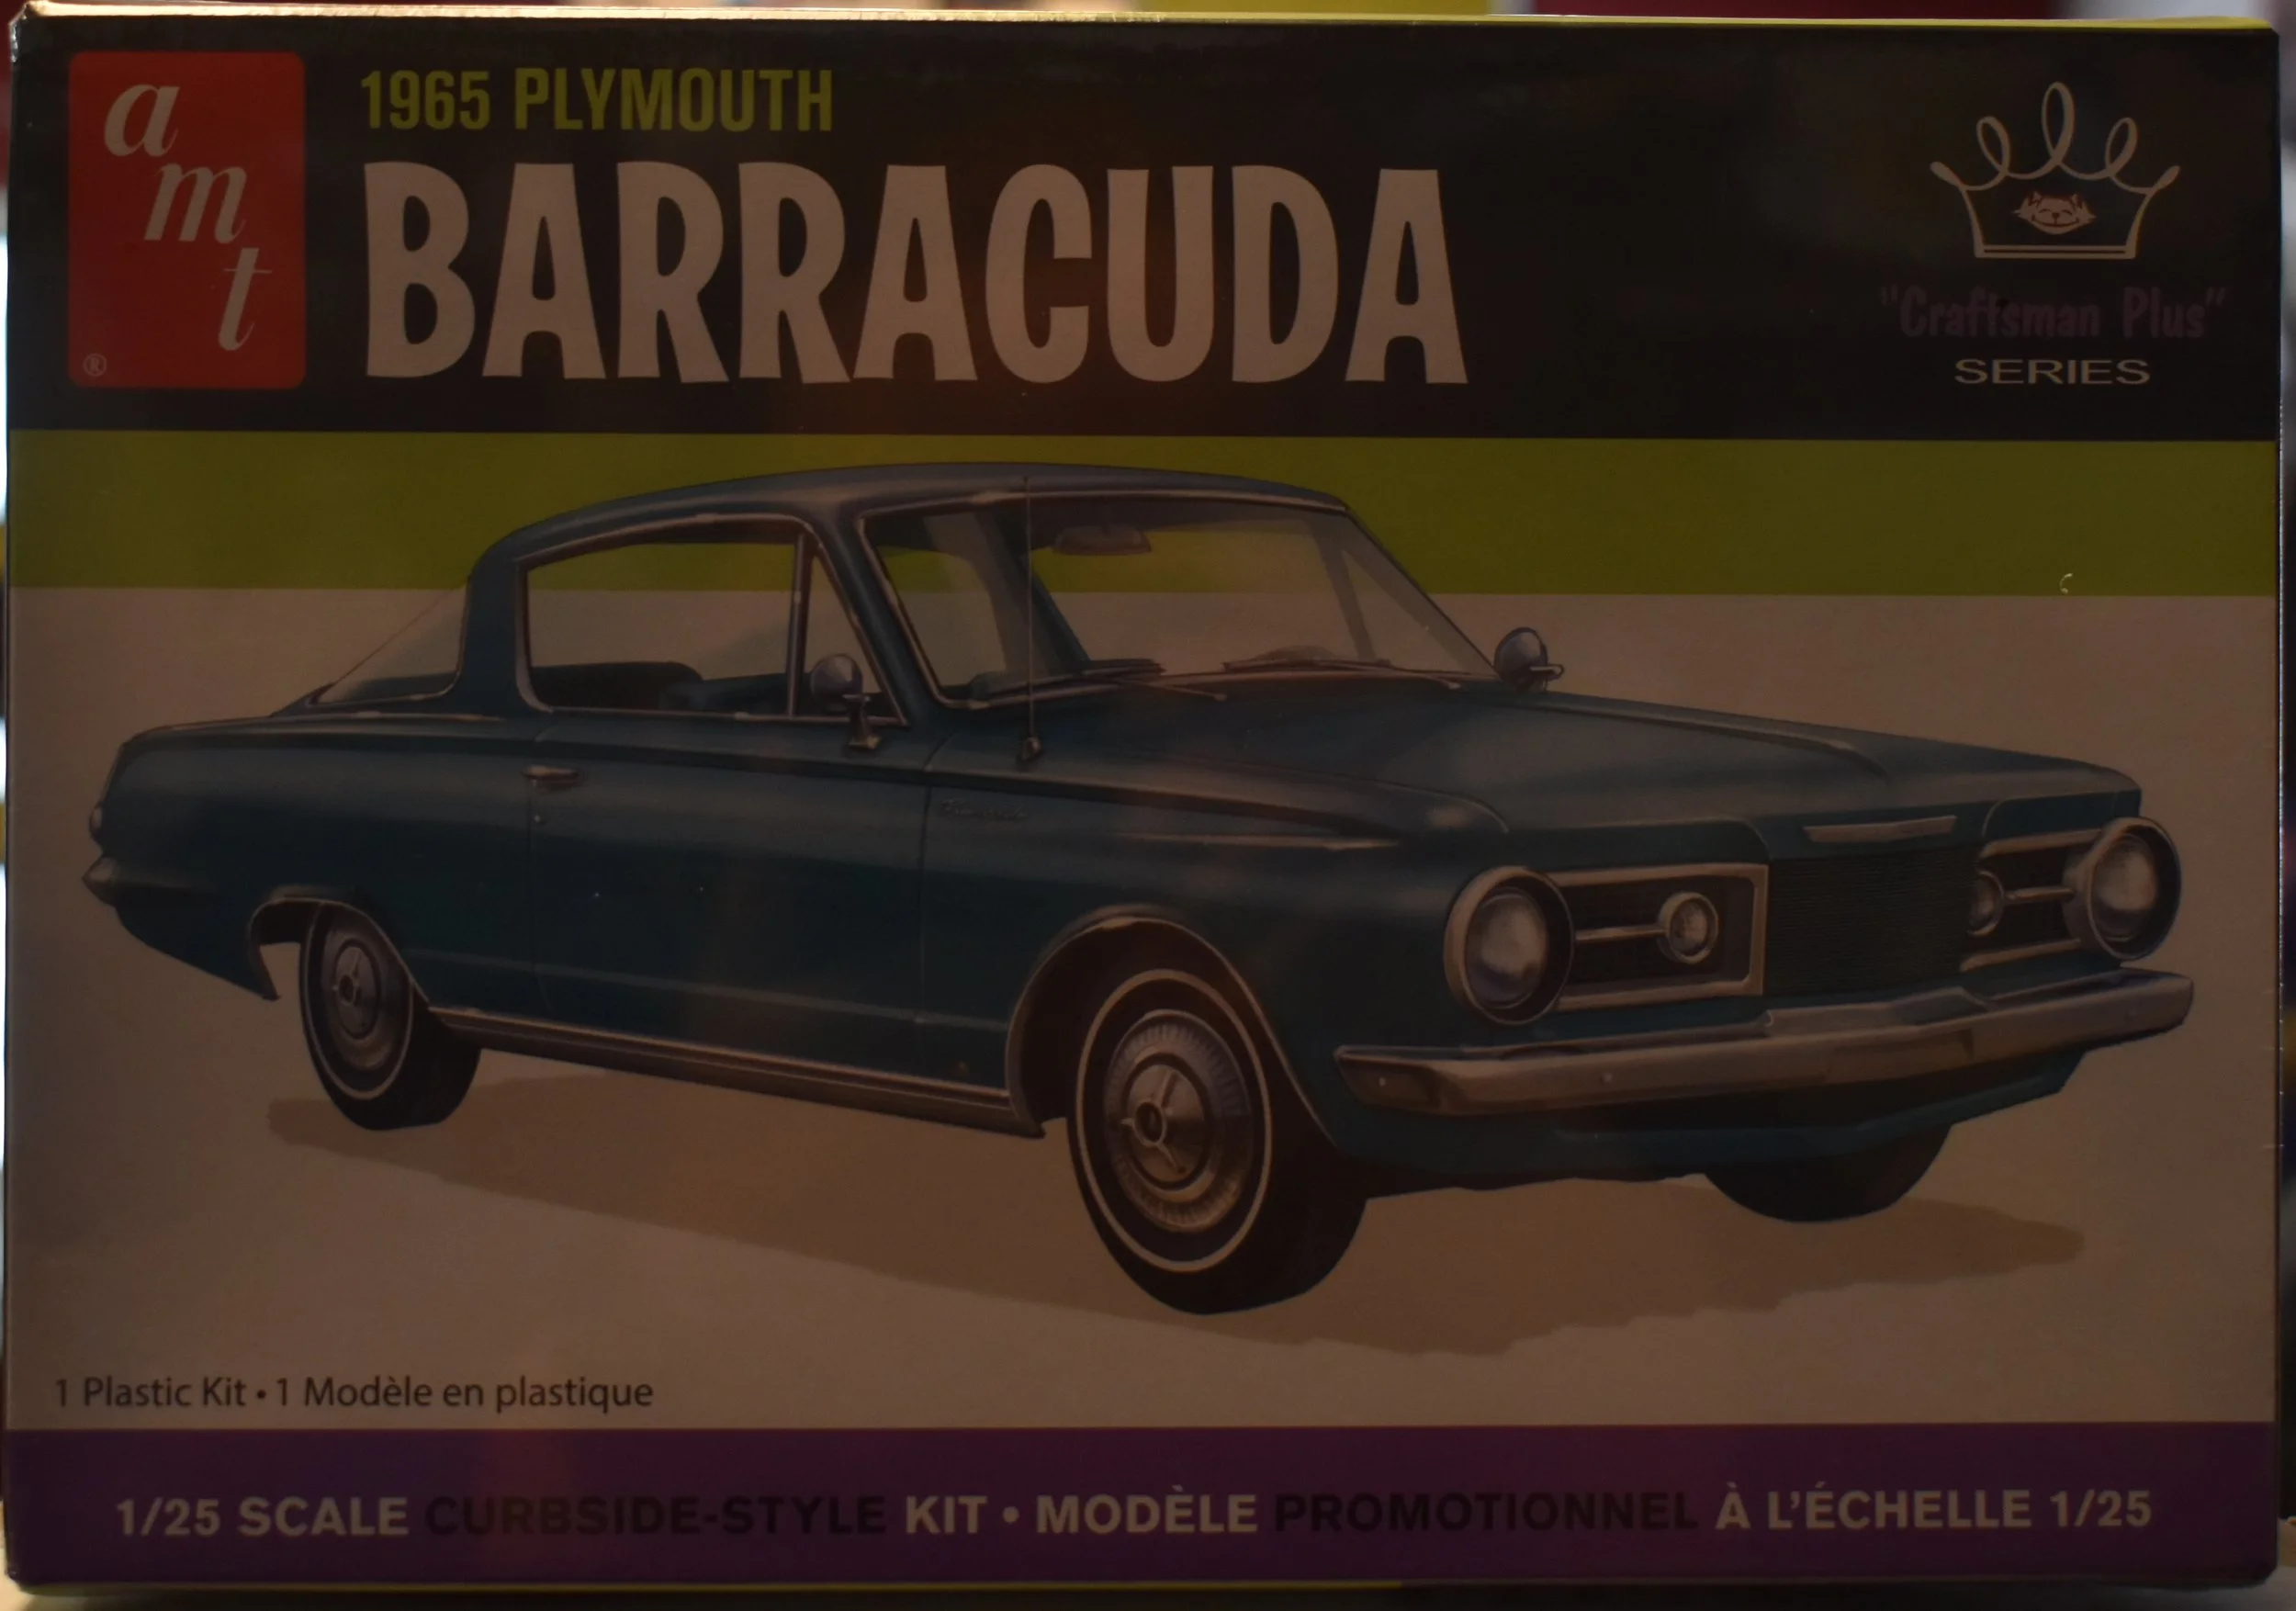 amt
®
1965 PLYMOUTH
BARRACUDA
"Craftsman Plus"
SERIES
1 Plastic Kit • 1 Modèle en plastique
1/25 SCALE CURBSIDE-STYLE KIT • MODÈLE PROMOTIONNEL À L'ÉCHELLE 1/25